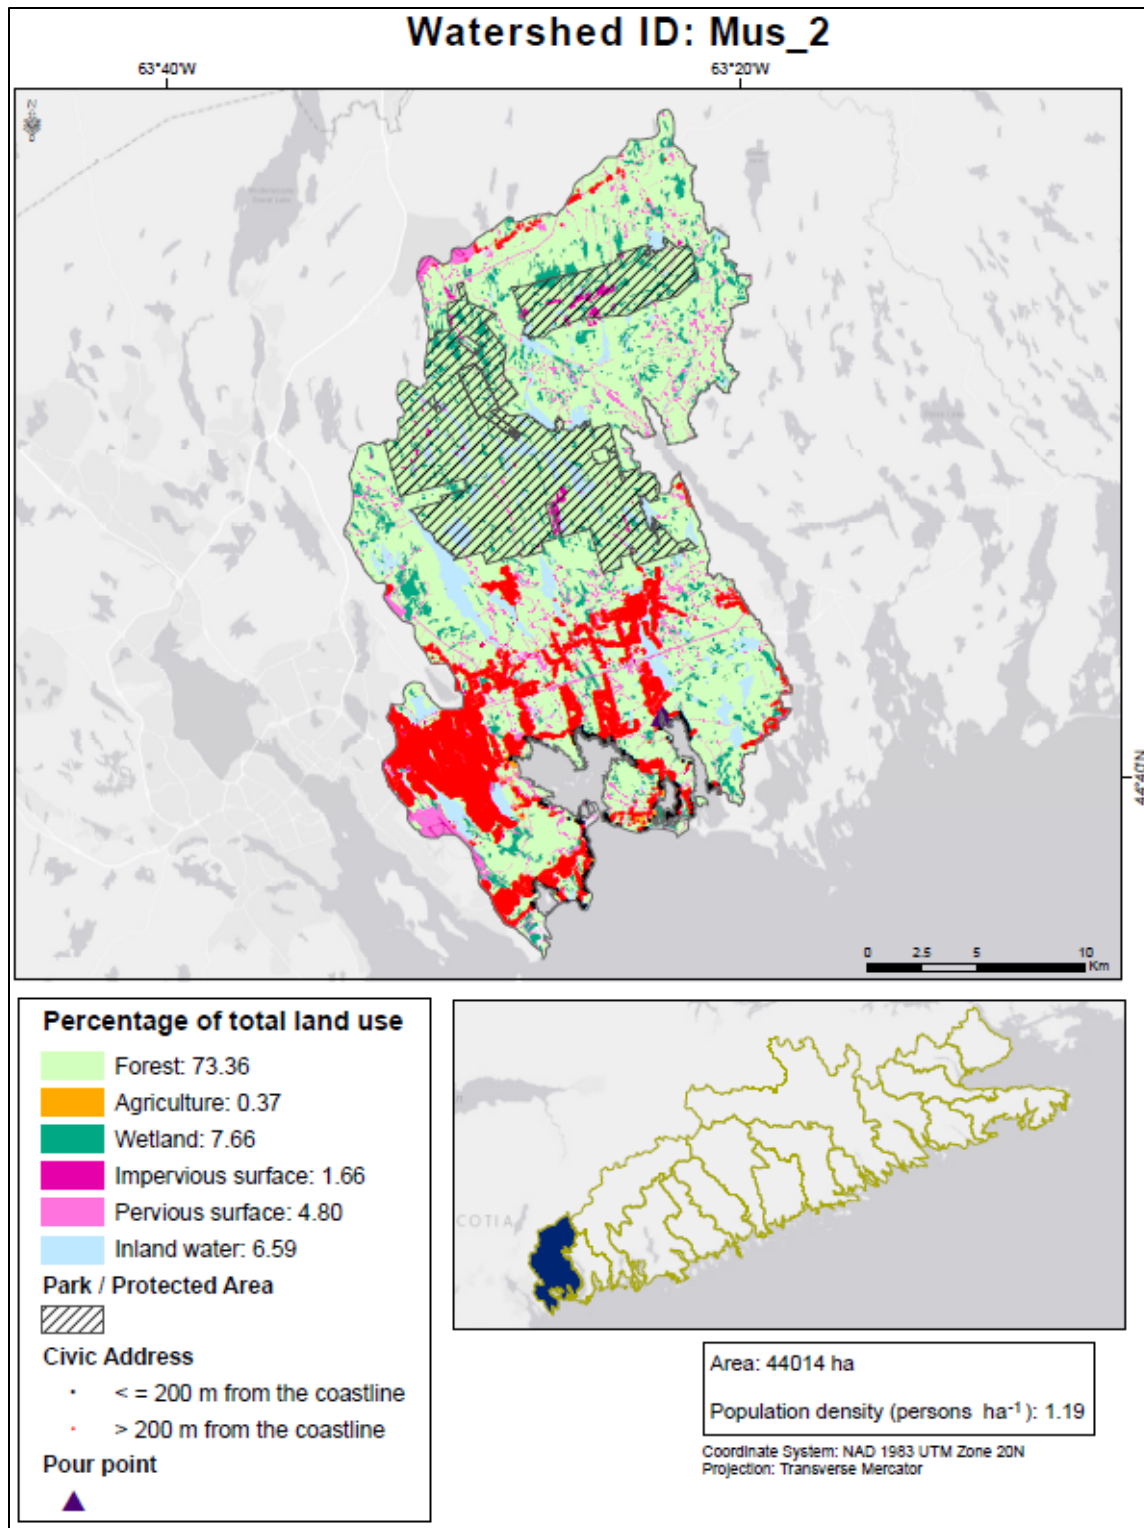 Watershed ID: Mus_2
63°40'W
63°20'W
44°40'N
0 2.5 5 10
Km
Percentage of total land use
Forest: 73.36
Agriculture: 0.37
Wetland: 7.66
Impervious surface: 1.66
Pervious surface: 4.80
Inland water: 6.59
Park / Protected Area
Civic Address
< = 200 m from the coastline
> 200 m from the coastline
Pour point
COTIA
Area: 44014 ha
Population density (persons ha-1): 1.19
Coordinate System: NAD 1983 UTM Zone 20N
Projection: Transverse Mercator